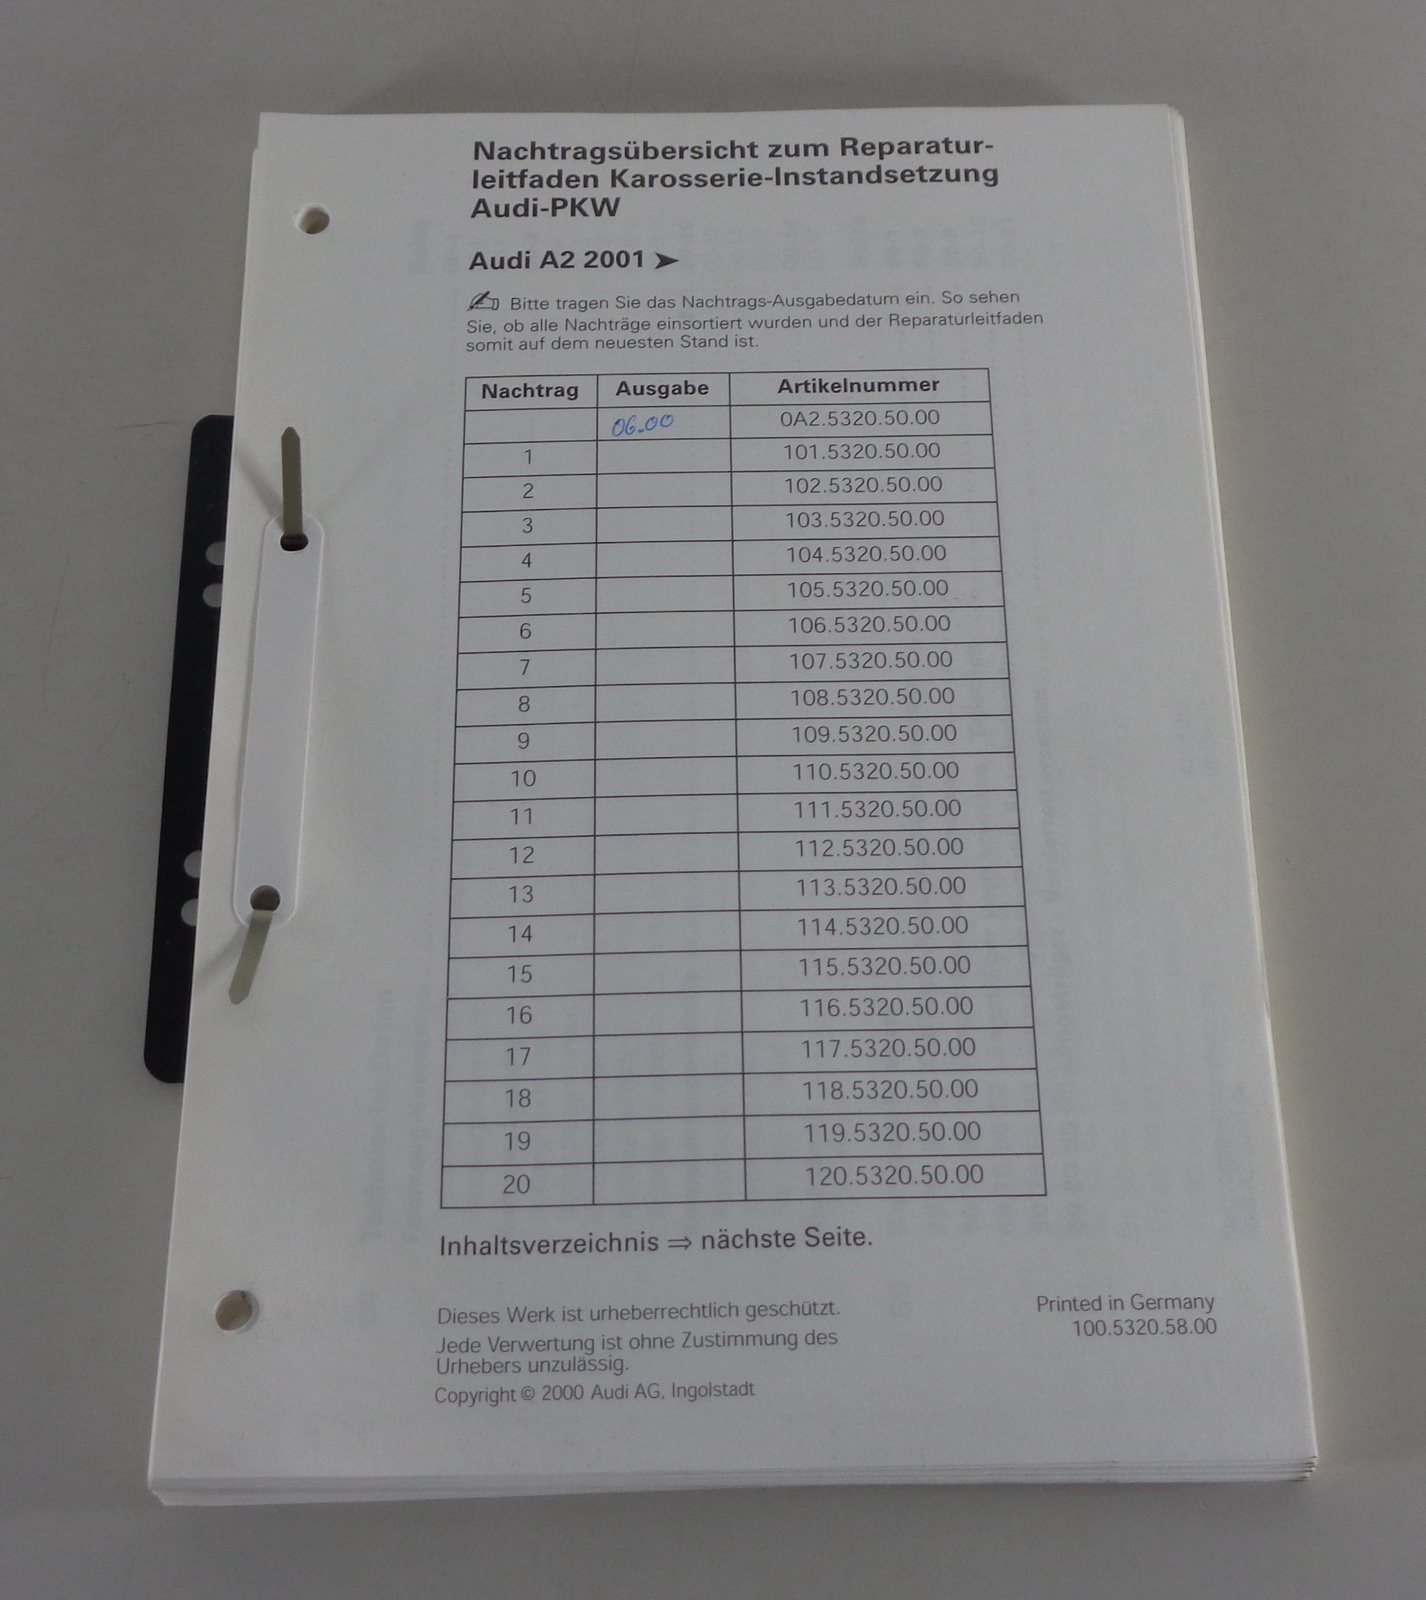 Nachtragsübersicht zum Reparatur-
leitfaden Karosserie-Instandsetzung
Audi-PKW
Audi A2 2001 ➤
✍ Bitte tragen Sie das Nachtrags-Ausgabedatum ein. So sehen
Sie, ob alle Nachträge einsortiert wurden und der Reparaturleitfaden
somit auf dem neuesten Stand ist.
Nachtrag Ausgabe Artikelnummer
06.00 0A2.5320.50.00
1 101.5320.50.00
2 102.5320.50.00
3 103.5320.50.00
4 104.5320.50.00
5 105.5320.50.00
6 106.5320.50.00
7 107.5320.50.00
8 108.5320.50.00
9 109.5320.50.00
10 110.5320.50.00
11 111.5320.50.00
12 112.5320.50.00
13 113.5320.50.00
14 114.5320.50.00
15 115.5320.50.00
16 116.5320.50.00
17 117.5320.50.00
18 118.5320.50.00
19 119.5320.50.00
20 120.5320.50.00
Inhaltsverzeichnis ⇒ nächste Seite.
Dieses Werk ist urheberrechtlich geschützt.
Jede Verwertung ist ohne Zustimmung des
Urhebers unzulässig.
Copyright © 2000 Audi AG, Ingolstadt
Printed in Germany
100.5320.58.00